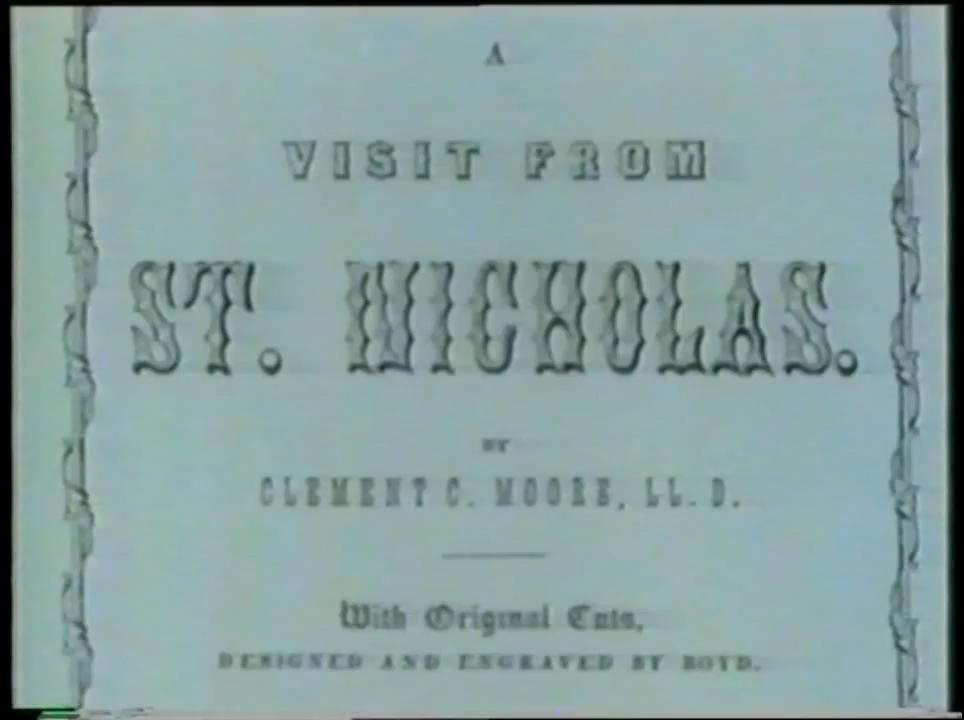 A
VISIT FROM
ST. NICHOLAS.
BY
CLEMENT C. MOORE, LL. D.
With Original Cuts,
DESIGNED AND ENGRAVED BY BOYD.